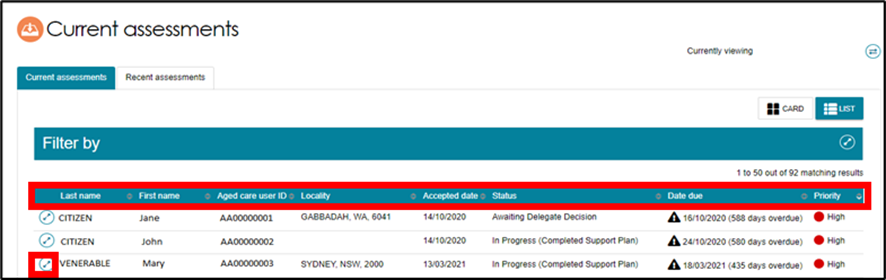 Current assessments
Currently viewing
Current assessments Recent assessments
CARD LIST
Filter by
1 to 50 out of 92 matching results
Last name First name Aged care user ID Locality Accepted date Status Date due Priority
CITIZEN Jane AA00000001 GABBADAH, WA, 6041 14/10/2020 Awaiting Delegate Decision 16/10/2020 (588 days overdue) High
CITIZEN John AA00000002 14/10/2020 In Progress (Completed Support Plan) 24/10/2020 (580 days overdue) High
VENERABLE Mary AA00000003 SYDNEY, NSW, 2000 13/03/2021 In Progress (Completed Support Plan) 18/03/2021 (435 days overdue) High